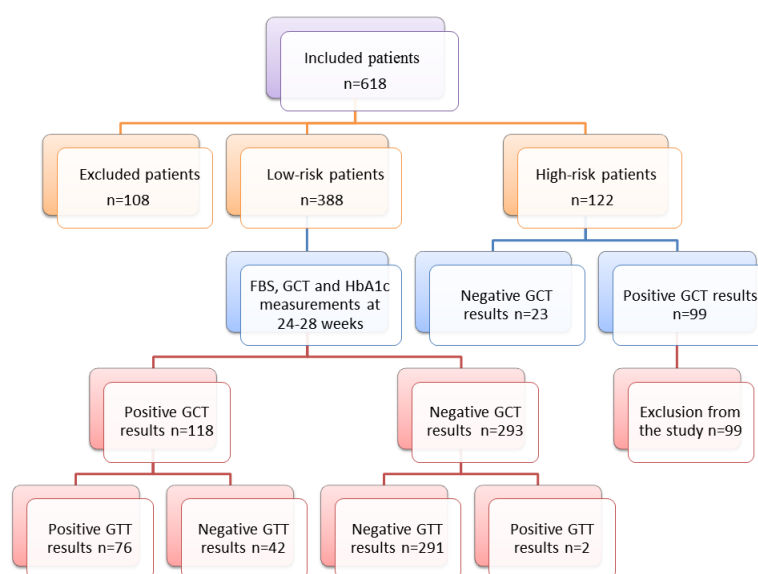 Included patients
n=618
Excluded patients
n=108
Low-risk patients
n=388
High-risk patients
n=122
FBS, GCT and HbA1c
measurements at
24-28 weeks
Negative GCT
results n=23
Positive GCT results
n=99
Positive GCT
results n=118
Negative GCT
results n=293
Exclusion from
the study n=99
Positive GTT
results n=76
Negative GTT
results n=42
Negative GTT
results n=291
Positive GTT
results n=2